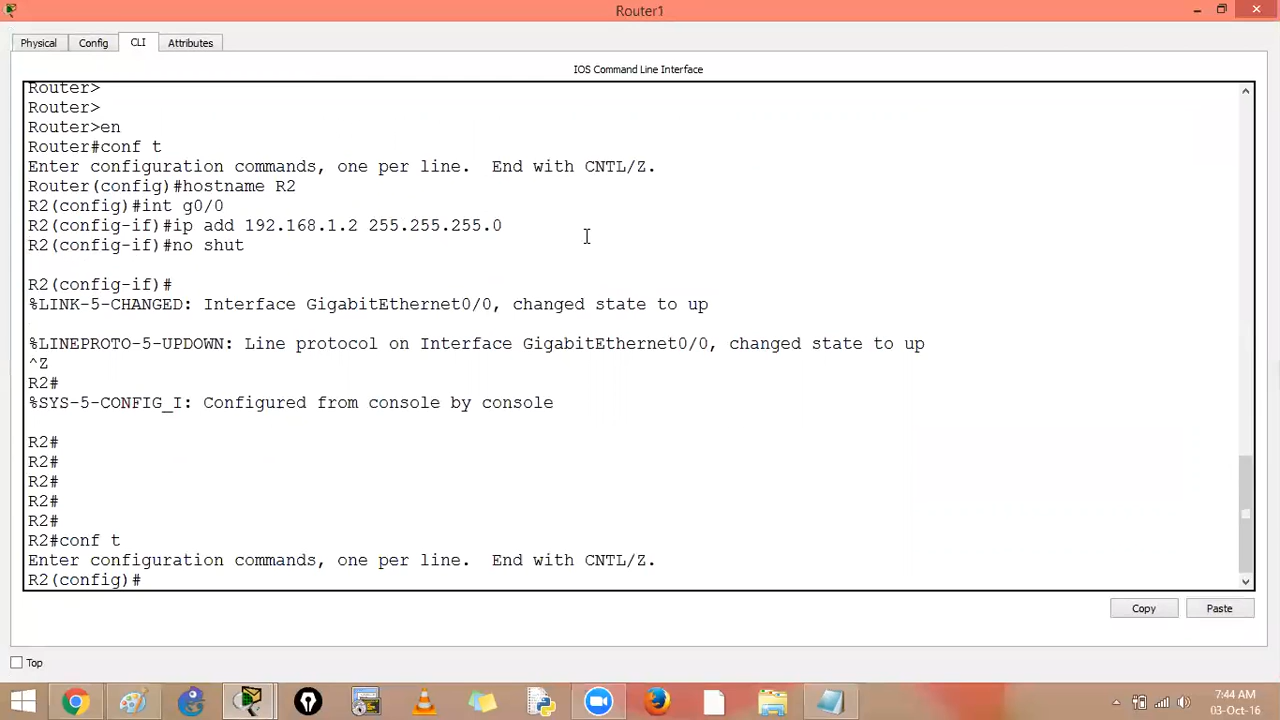 Router1
Physical Config CLI Attributes
IOS Command Line Interface
Router>
Router>
Router>en
Router#conf t
Enter configuration commands, one per line.  End with CNTL/Z.
Router(config)#hostname R2
R2(config)#int g0/0
R2(config-if)#ip add 192.168.1.2 255.255.255.0
R2(config-if)#no shut
R2(config-if)#
%LINK-5-CHANGED: Interface GigabitEthernet0/0, changed state to up
%LINEPROTO-5-UPDOWN: Line protocol on Interface GigabitEthernet0/0, changed state to up
^Z
R2#
%SYS-5-CONFIG_I: Configured from console by console
R2#
R2#
R2#
R2#
R2#
R2#conf t
Enter configuration commands, one per line.  End with CNTL/Z.
R2(config)#
Copy Paste
Top
7:44 AM
03-Oct-16